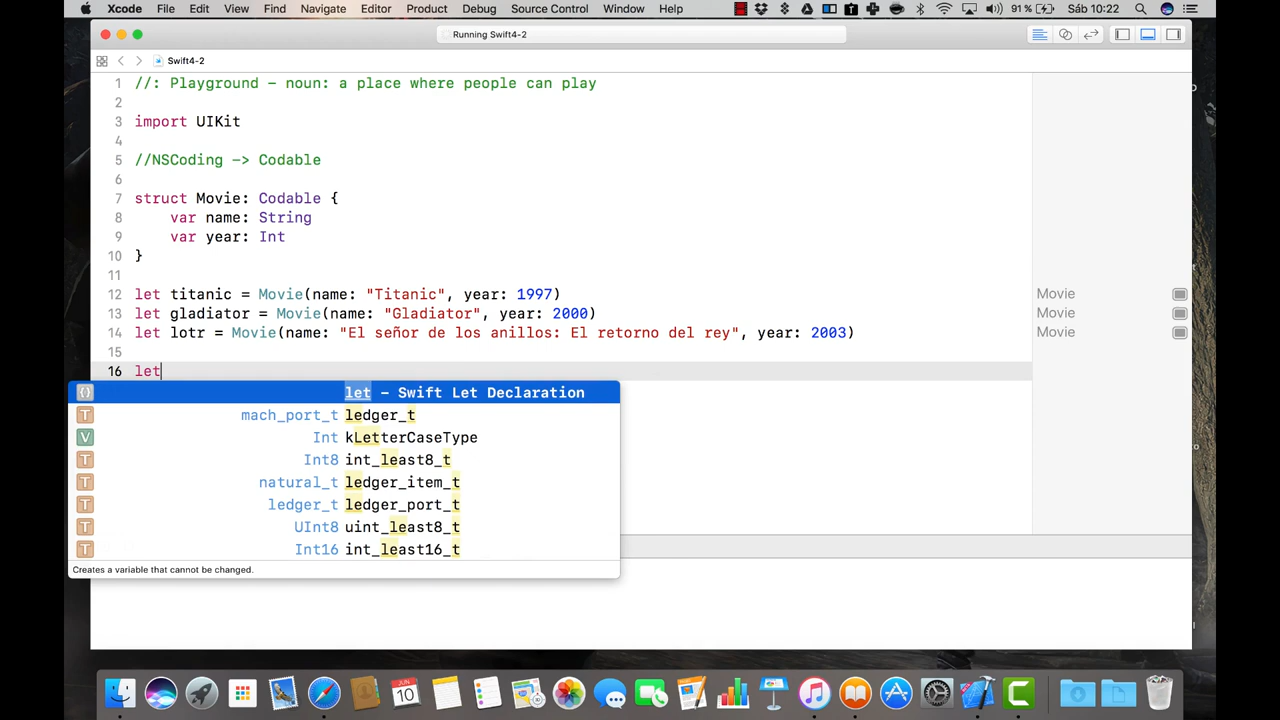 Xcode File Edit View Find Navigate Editor Product Debug Source Control Window Help 91 % Sáb 10:22
Running Swift4-2
Swift4-2
1 //: Playground - noun: a place where people can play
2
3 import UIKit
4
5 //NSCoding -> Codable
6
7 struct Movie: Codable {
8 var name: String
9 var year: Int
10 }
11
12 let titanic = Movie(name: "Titanic", year: 1997) Movie
13 let gladiator = Movie(name: "Gladiator", year: 2000) Movie
14 let lotr = Movie(name: "El señor de los anillos: El retorno del rey", year: 2003) Movie
15
16 let
{} let - Swift Let Declaration
T mach_port_t ledger_t
V Int kLetterCaseType
T Int8 int_least8_t
T natural_t ledger_item_t
T ledger_t ledger_port_t
T UInt8 uint_least8_t
T Int16 int_least16_t
Creates a variable that cannot be changed.
JUN
10